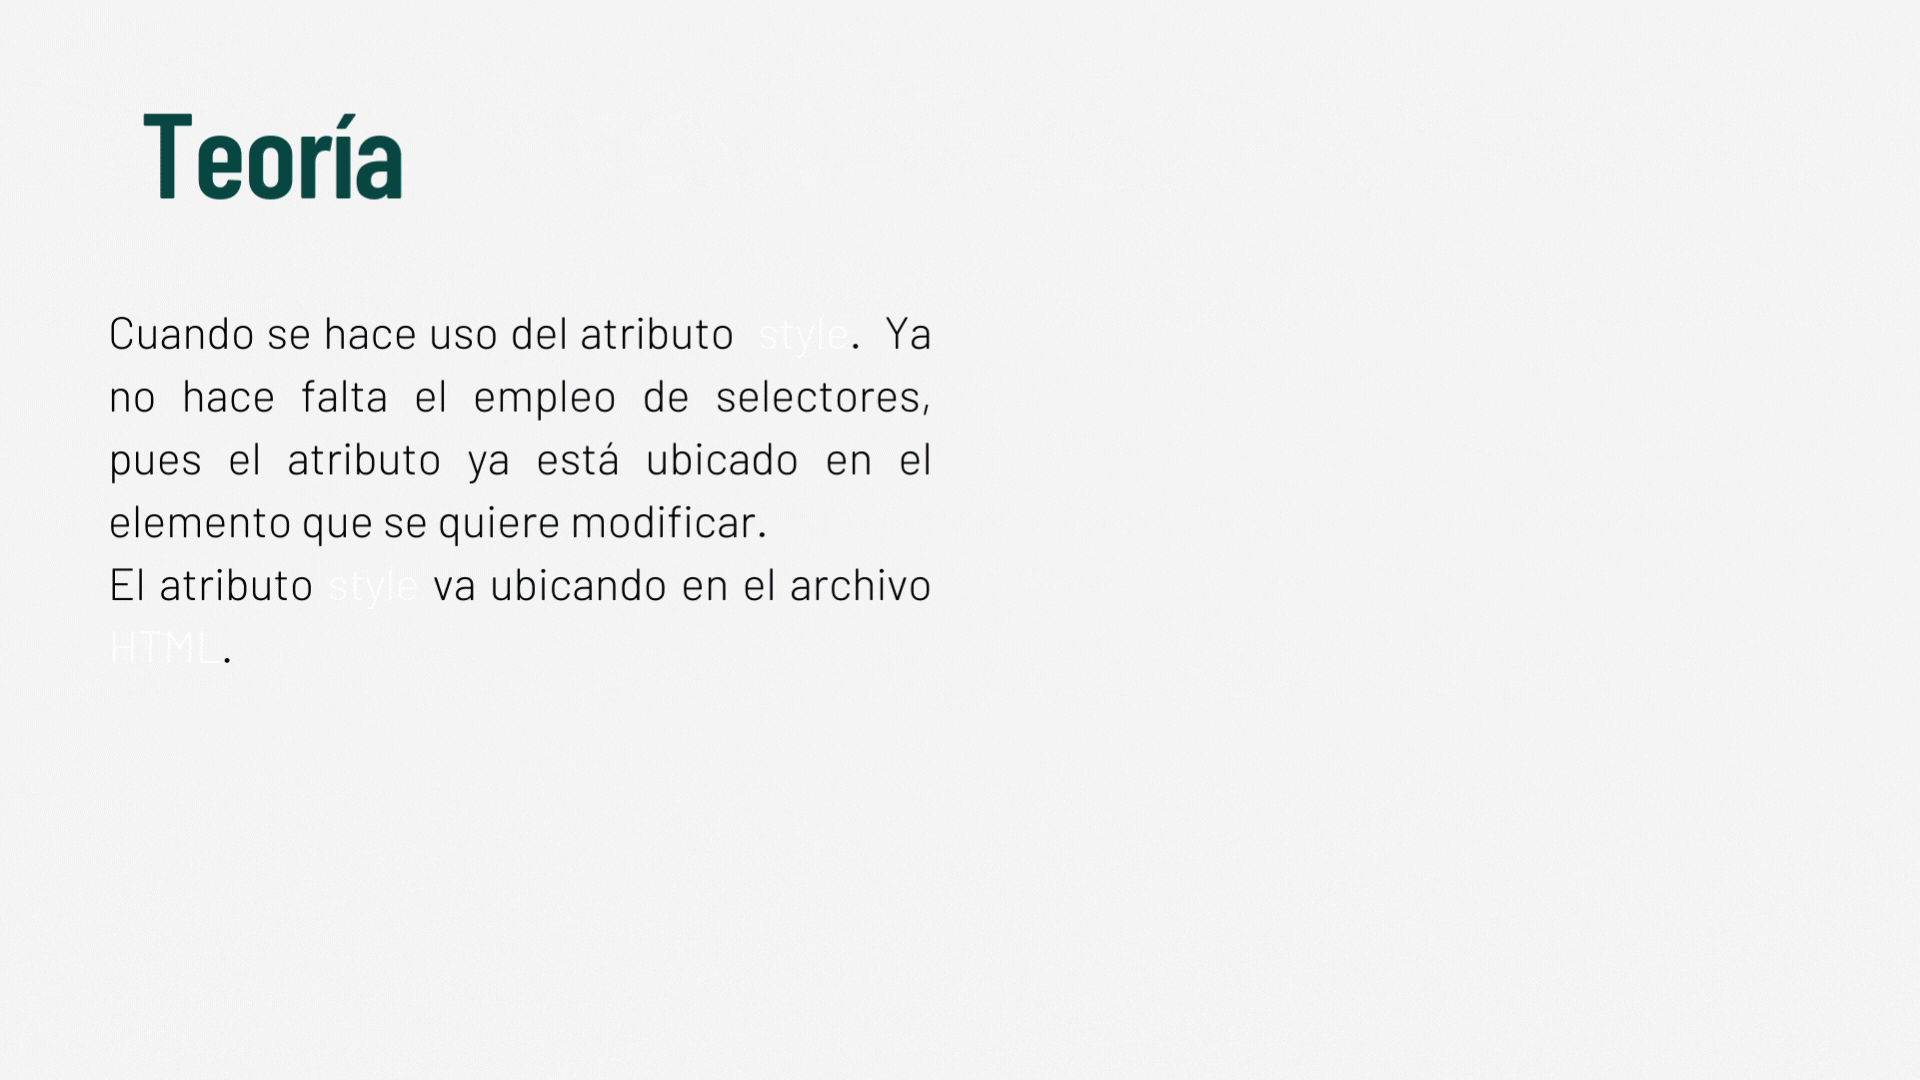 Teoría
Cuando se hace uso del atributo style. Ya
no hace falta el empleo de selectores,
pues el atributo ya está ubicado en el
elemento que se quiere modificar.
El atributo style va ubicando en el archivo
HTML.